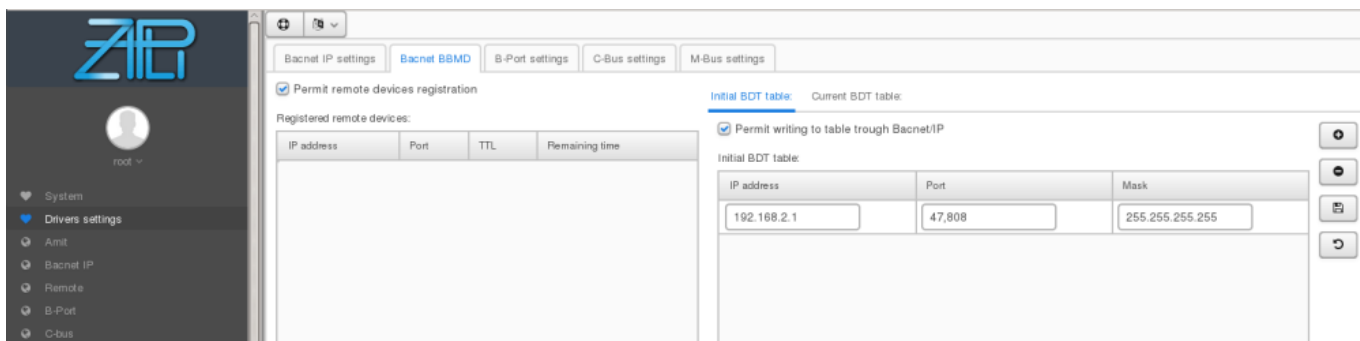 ZAPU
Bacnet IP settings
Bacnet BBMD
B-Port settings
C-Bus settings
M-Bus settings
Permit remote devices registration
Registered remote devices:
IP address Port TTL Remaining time
Initial BDT table: Current BDT table:
Permit writing to table trough Bacnet/IP
Initial BDT table:
IP address Port Mask
192.168.2.1 47,808 255.255.255.255
root
System
Drivers settings
Amit
Bacnet IP
Remote
B-Port
C-bus